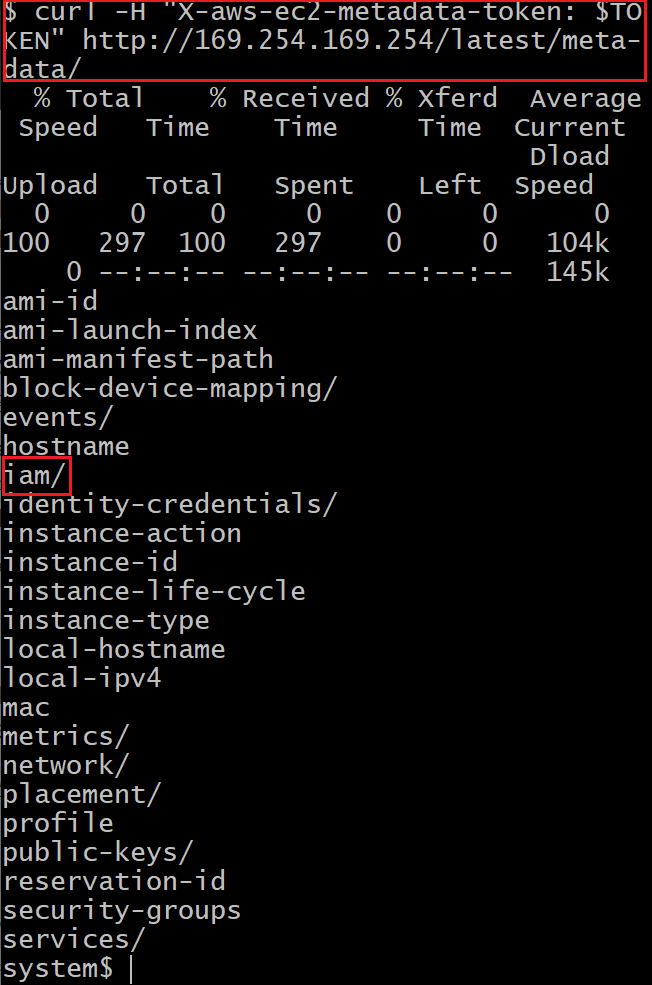 $ curl -H "X-aws-ec2-metadata-token: $TO
KEN" http://169.254.169.254/latest/meta-
data/
% Total % Received % Xferd Average
Speed Time Time Time Current
Dload
Upload Total Spent Left Speed
0 0 0 0 0 0 0
100 297 100 297 0 0 104k
0 --:--:-- --:--:-- --:--:-- 145k
ami-id
ami-launch-index
ami-manifest-path
block-device-mapping/
events/
hostname
iam/
identity-credentials/
instance-action
instance-id
instance-life-cycle
instance-type
local-hostname
local-ipv4
mac
metrics/
network/
placement/
profile
public-keys/
reservation-id
security-groups
services/
system$